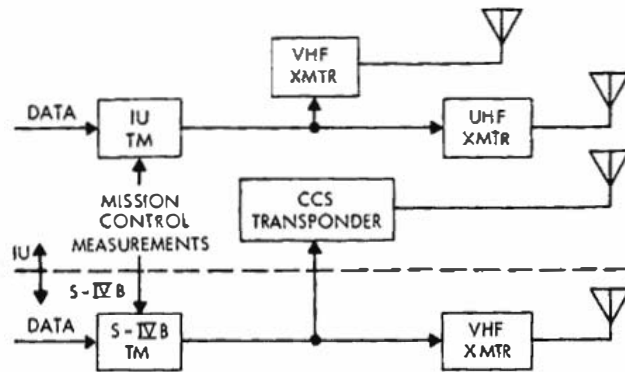 VHF
XMTR
DATA
IU
TM
UHF
XMTR
MISSION
CONTROL
MEASUREMENTS
CCS
TRANSPONDER
IU
S-IVB
DATA
S-IVB
TM
VHF
XMTR